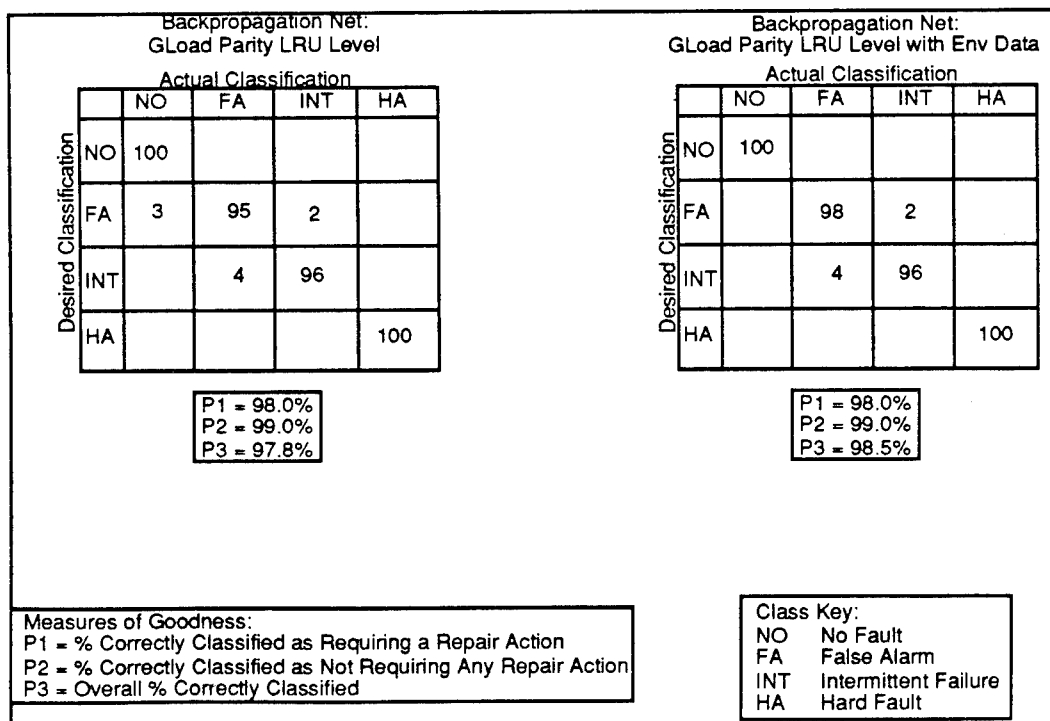 Backpropagation Net:
GLoad Parity LRU Level
Actual Classification
Desired Classification
NO FA INT HA
NO 100
FA 3 95 2
INT 4 96
HA 100
P1 = 98.0%
P2 = 99.0%
P3 = 97.8%
Backpropagation Net:
GLoad Parity LRU Level with Env Data
Actual Classification
Desired Classification
NO FA INT HA
NO 100
FA 98 2
INT 4 96
HA 100
P1 = 98.0%
P2 = 99.0%
P3 = 98.5%
Measures of Goodness:
P1 = % Correctly Classified as Requiring a Repair Action
P2 = % Correctly Classified as Not Requiring Any Repair Action
P3 = Overall % Correctly Classified
Class Key:
NO No Fault
FA False Alarm
INT Intermittent Failure
HA Hard Fault